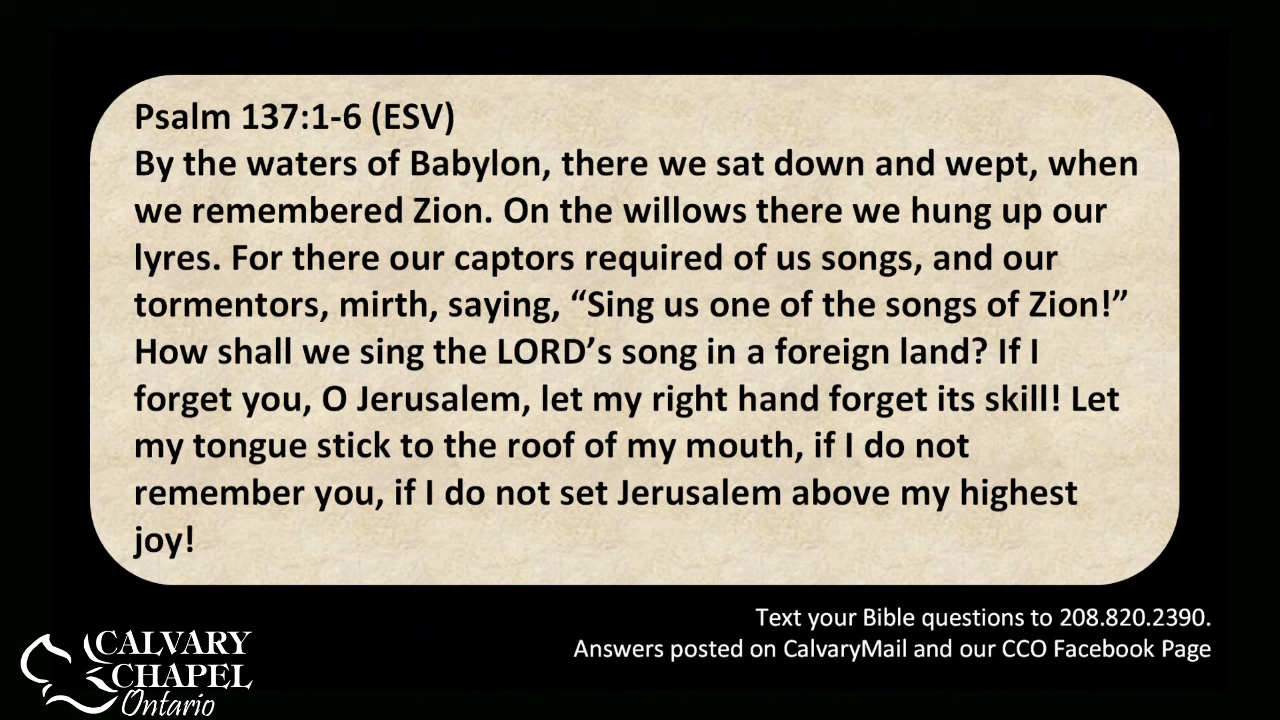 Psalm 137:1-6 (ESV)
By the waters of Babylon, there we sat down and wept, when
we remembered Zion. On the willows there we hung up our
lyres. For there our captors required of us songs, and our
tormentors, mirth, saying, “Sing us one of the songs of Zion!”
How shall we sing the LORD’s song in a foreign land? If I
forget you, O Jerusalem, let my right hand forget its skill! Let
my tongue stick to the roof of my mouth, if I do not
remember you, if I do not set Jerusalem above my highest
joy!
Text your Bible questions to 208.820.2390.
Answers posted on CalvaryMail and our CCO Facebook Page
CALVARY
CHAPEL
Ontario